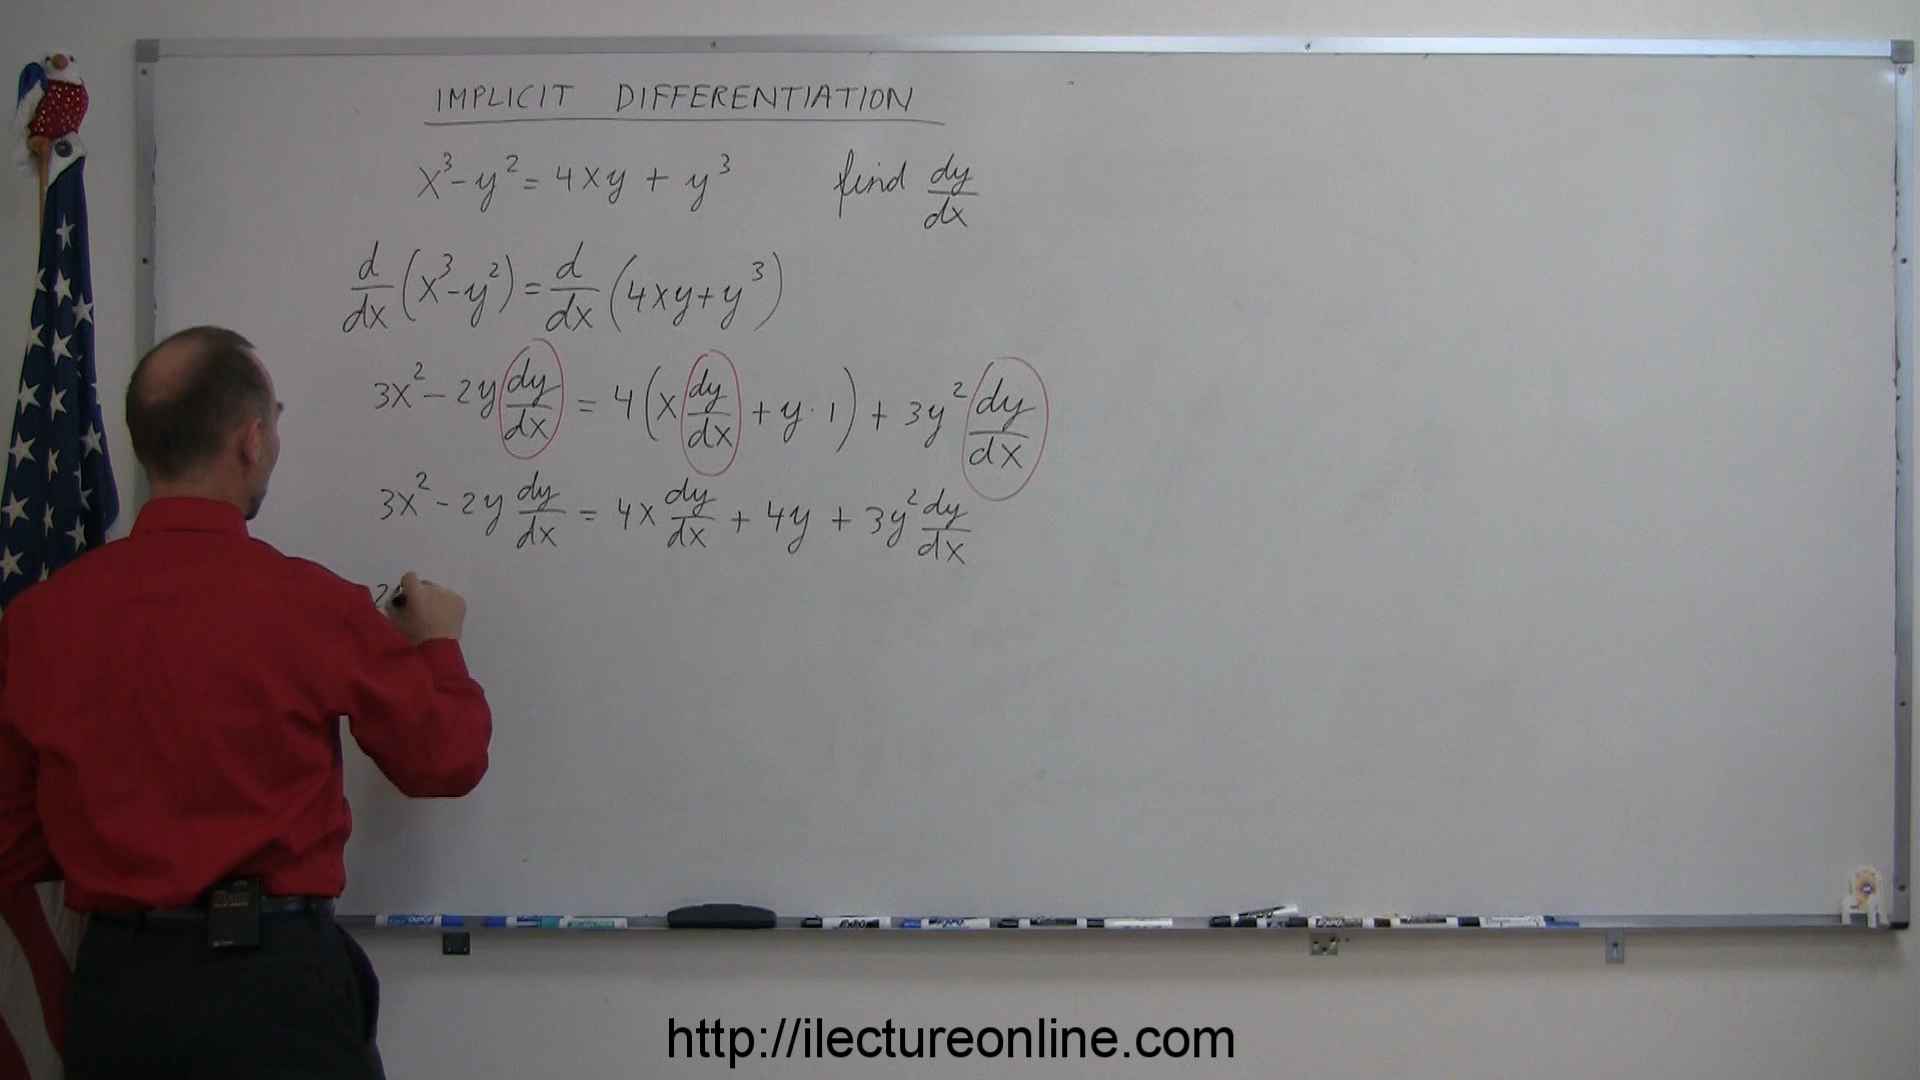 IMPLICIT DIFFERENTIATION
x³ - y² = 4xy + y³ find dy/dx
d/dx (x³ - y²) = d/dx (4xy + y³)
3x² - 2y dy/dx = 4 (x dy/dx + y · 1) + 3y² dy/dx
3x² - 2y dy/dx = 4x dy/dx + 4y + 3y² dy/dx
http://ilectureonline.com